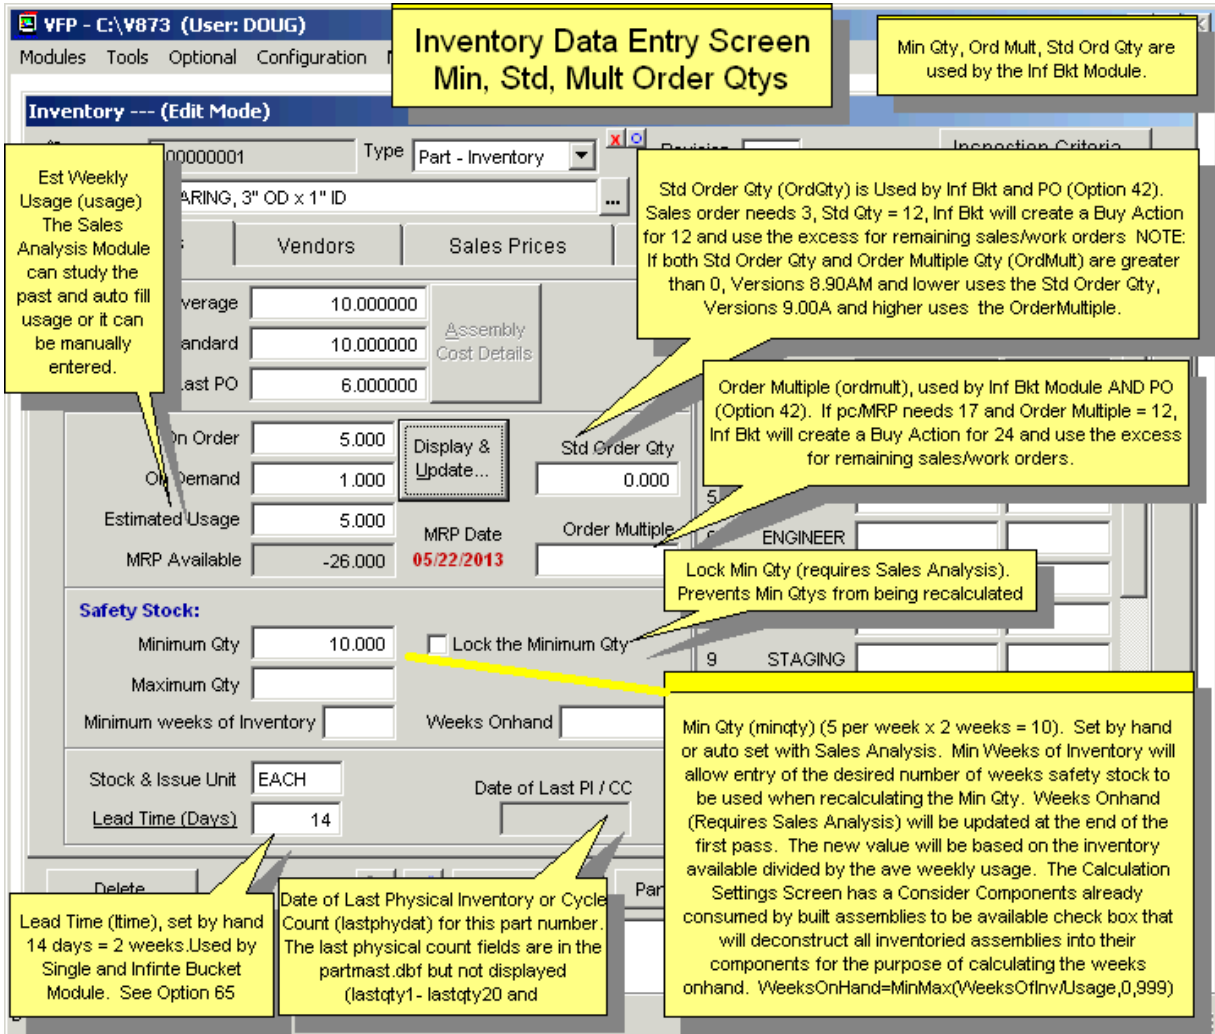 VFP - C:\V873 (User: DOUG)
Inventory Data Entry Screen
Min, Std, Mult Order Qtys
Min Qty, Ord Mult, Std Ord Qty are
used by the Inf Bkt Module.
Modules Tools Optional Configuration
Inventory --- (Edit Mode)
00000001
Type
Part - Inventory
x
Inspection Criteria
ARING, 3" OD x 1" ID
...
Est Weekly
Usage (usage)
The Sales
Analysis Module
can study the
past and auto fill
usage or it can
be manually
entered.
Std Order Qty (OrdQty) is Used by Inf Bkt and PO (Option 42).
Sales order needs 3, Std Qty = 12, Inf Bkt will create a Buy Action
for 12 and use the excess for remaining sales/work orders NOTE:
If both Std Order Qty and Order Multiple Qty (OrdMult) are greater
than 0, Versions 8.90AM and lower uses the Std Order Qty,
Versions 9.00A and higher uses the OrderMultiple.
Vendors
Sales Prices
verage
10.000000
andard
10.000000
Last PO
6.000000
Assembly
Cost Details
Order Multiple (ordmult), used by Inf Bkt Module AND PO
(Option 42). If pc/MRP needs 17 and Order Multiple = 12,
Inf Bkt will create a Buy Action for 24 and use the excess
for remaining sales/work orders.
On Order
5.000
Display &
Update...
Std Order Qty
0.000
On Demand
1.000
5
Estimated Usage
5.000
MRP Date
05/22/2013
Order Multiple
ENGINEER
MRP Available
-26.000
Lock Min Qty (requires Sales Analysis).
Prevents Min Qtys from being recalculated
Safety Stock:
Minimum Qty
10.000
Lock the Minimum Qty
9 STAGING
Maximum Qty
Minimum weeks of Inventory
Weeks Onhand
Min Qty (minqty) (5 per week x 2 weeks = 10). Set by hand
or auto set with Sales Analysis. Min Weeks of Inventory will
allow entry of the desired number of weeks safety stock to
be used when recalculating the Min Qty. Weeks Onhand
(Requires Sales Analysis) will be updated at the end of the
first pass. The new value will be based on the inventory
available divided by the ave weekly usage. The Calculation
Settings Screen has a Consider Components already
consumed by built assemblies to be available check box that
will deconstruct all inventoried assemblies into their
components for the purpose of calculating the weeks
onhand. WeeksOnHand=MinMax(WeeksOfInv/Usage,0,999)
Stock & Issue Unit
EACH
Date of Last PI / CC
Lead Time (Days)
14
Delete
Par
Lead Time (ltime), set by hand
14 days = 2 weeks.Used by
Single and Infinte Bucket
Module. See Option 65
Date of Last Physical Inventory or Cycle
Count (lastphydat) for this part number.
The last physical count fields are in the
partmast.dbf but not displayed
(lastqty1- lastqty20 and